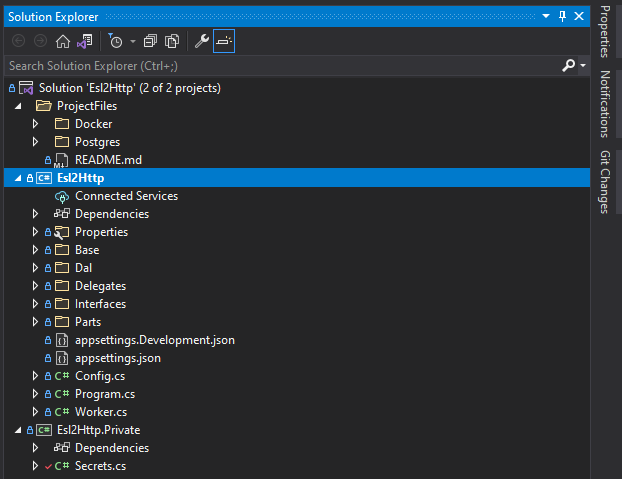 Solution Explorer
Search Solution Explorer (Ctrl+;)
Solution 'Esl2Http' (2 of 2 projects)
ProjectFiles
Docker
Postgres
README.md
C# Esl2Http
Connected Services
Dependencies
Properties
Base
Dal
Delegates
Interfaces
Parts
appsettings.Development.json
appsettings.json
C# Config.cs
C# Program.cs
C# Worker.cs
C# Esl2Http.Private
Dependencies
C# Secrets.cs
Properties
Notifications
Git Changes